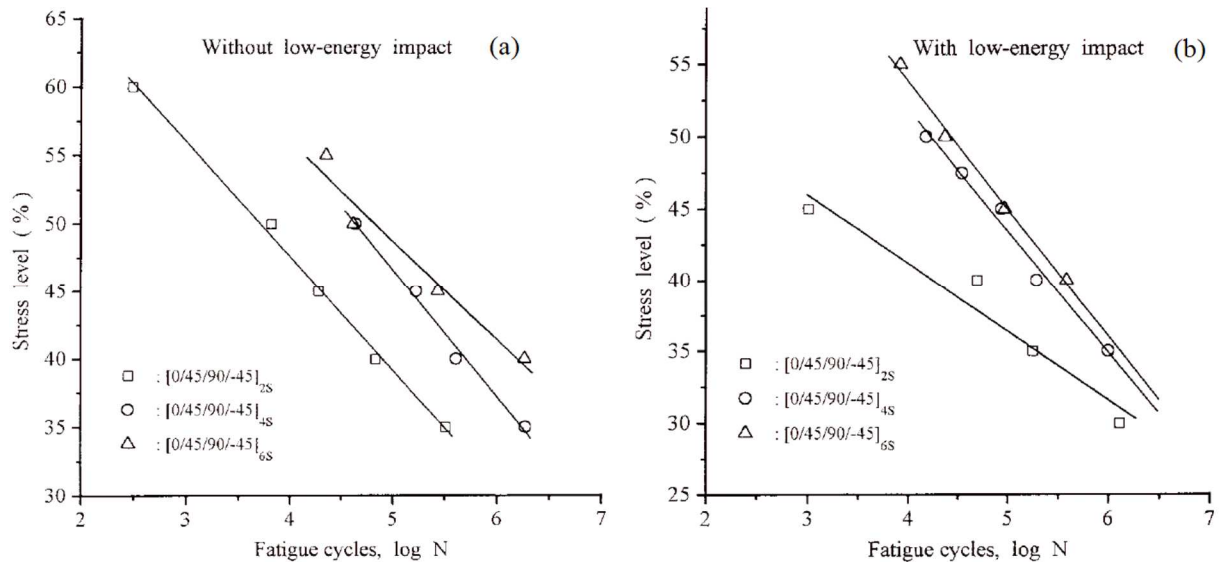 Without low-energy impact (a)
65
60
55
50
45
40
35
30
Stress level (%)
□ : [0/45/90/-45]2S
○ : [0/45/90/-45]4S
△ : [0/45/90/-45]6S
2 3 4 5 6 7
Fatigue cycles, log N
With low-energy impact (b)
55
50
45
40
35
30
25
Stress level (%)
□ : [0/45/90/-45]2S
○ : [0/45/90/-45]4S
△ : [0/45/90/-45]6S
2 3 4 5 6 7
Fatigue cycles, log N